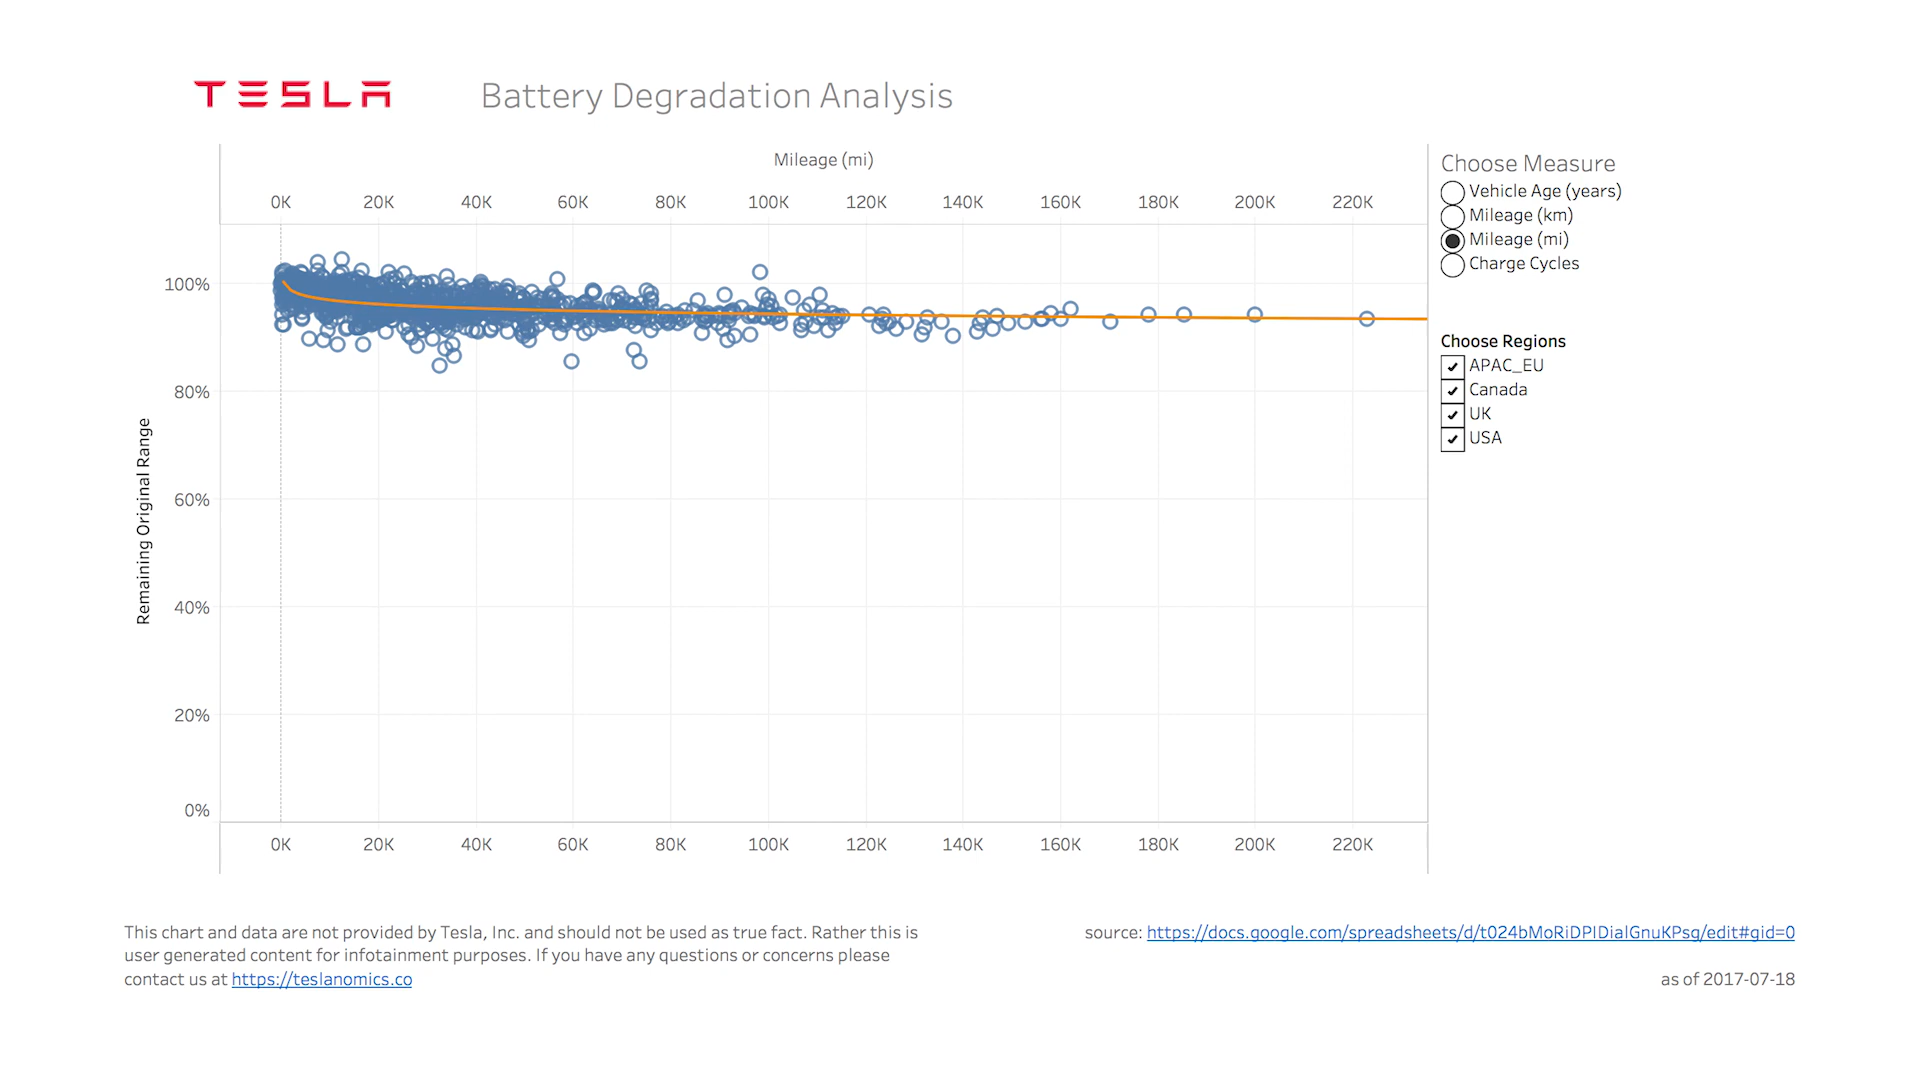 TESLA
Battery Degradation Analysis
Mileage (mi)
0K 20K 40K 60K 80K 100K 120K 140K 160K 180K 200K 220K
100%
80%
60%
40%
20%
0%
Remaining Original Range
0K 20K 40K 60K 80K 100K 120K 140K 160K 180K 200K 220K
Choose Measure
Vehicle Age (years)
Mileage (km)
Mileage (mi)
Charge Cycles
Choose Regions
APAC_EU
Canada
UK
USA
This chart and data are not provided by Tesla, Inc. and should not be used as true fact. Rather this is
user generated content for infotainment purposes. If you have any questions or concerns please
contact us at https://teslanomics.co
source: https://docs.google.com/spreadsheets/d/t024bMoRiDPIDialGnuKPsg/edit#gid=0
as of 2017-07-18